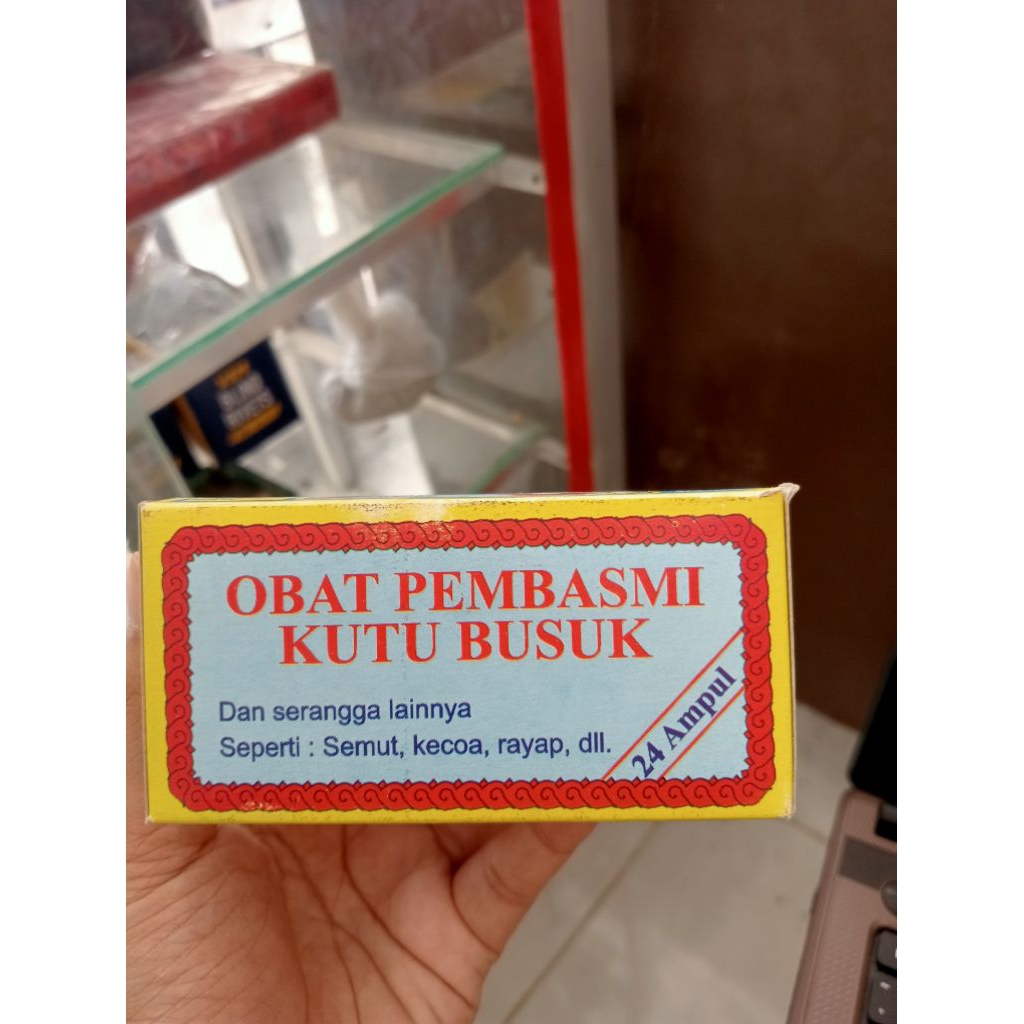 OBAT PEMBASMI
KUTU BUSUK
Dan serangga lainnya
Seperti : Semut, kecoa, rayap, dll.
24 Ampul